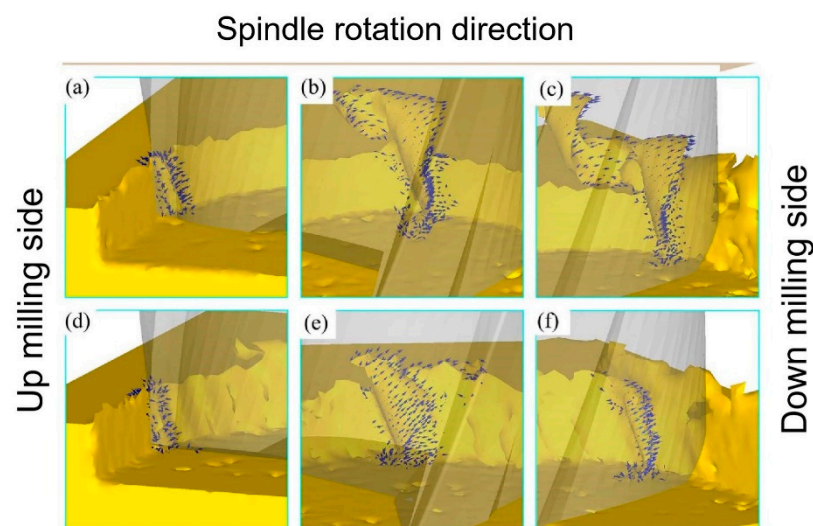 Spindle rotation direction
(a)
(b)
(c)
Up milling side
Down milling side
(d)
(e)
(f)